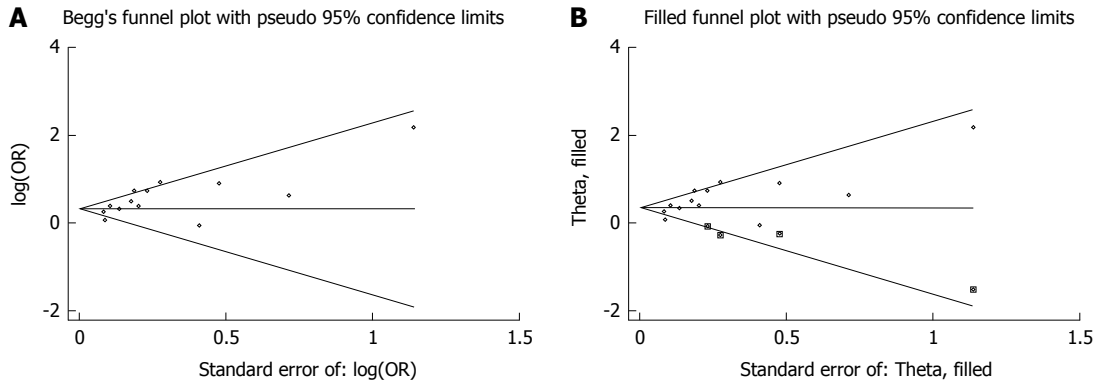 A
Begg's funnel plot with pseudo 95% confidence limits
4
2
0
-2
log(OR)
0
0.5
1
1.5
Standard error of: log(OR)
B
Filled funnel plot with pseudo 95% confidence limits
4
2
0
-2
Theta, filled
0
0.5
1
1.5
Standard error of: Theta, filled